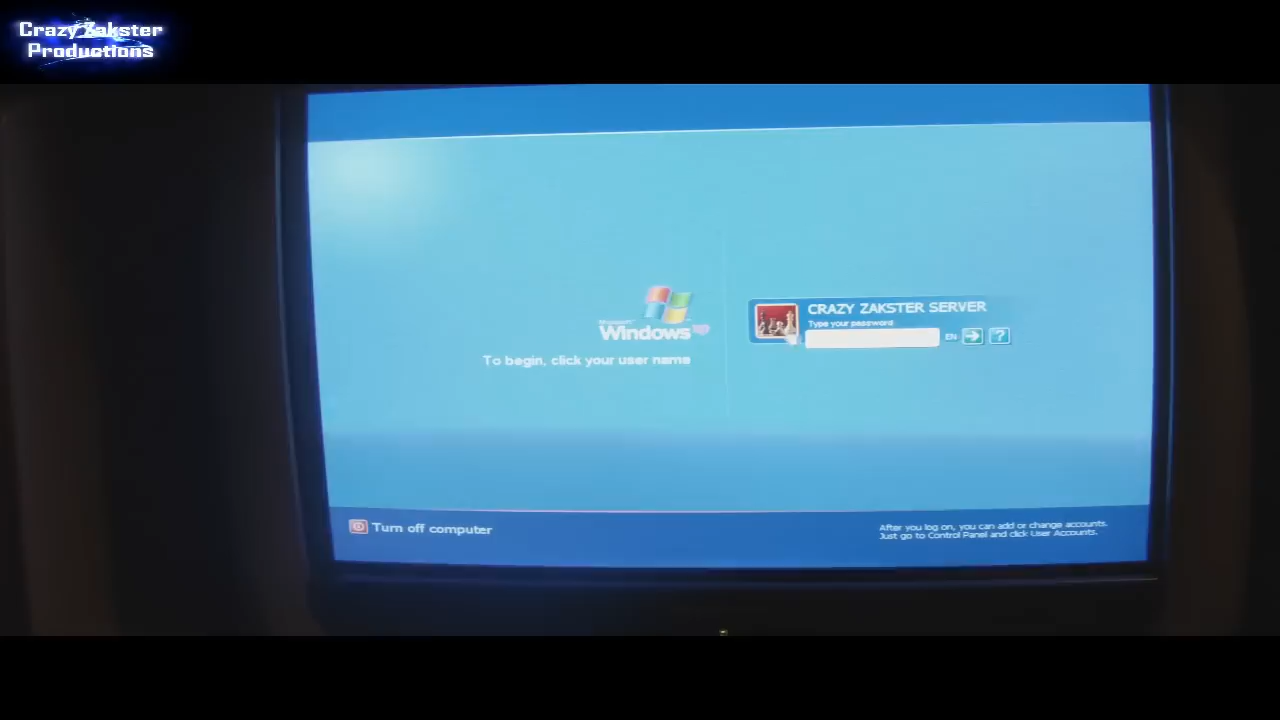 Crazy Zakster
Productions
Microsoft
Windows xp
To begin, click your user name
CRAZY ZAKSTER SERVER
Type your password
EN
?
Turn off computer
After you log on, you can add or change accounts.
Just go to Control Panel and click User Accounts.